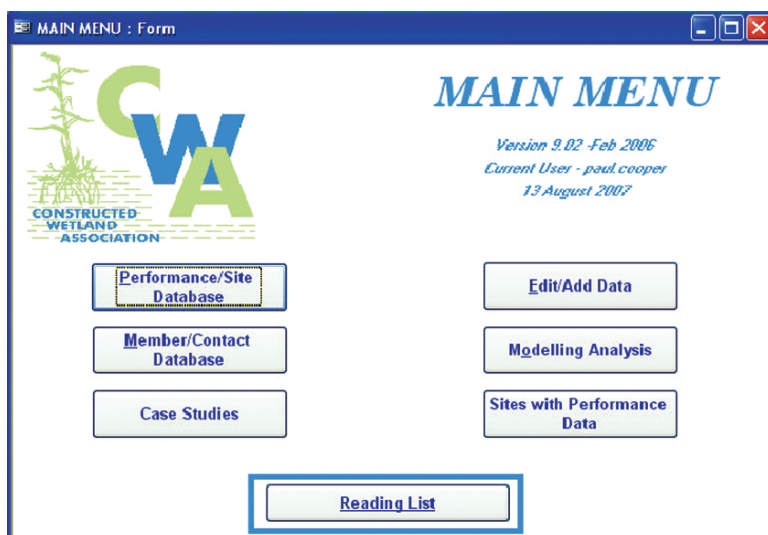 MAIN MENU : Form
CWA
CONSTRUCTED
WETLAND
ASSOCIATION
MAIN MENU
Version 9.02 -Feb 2006
Current User - paul.cooper
13 August 2007
Performance/Site
Database
Edit/Add Data
Member/Contact
Database
Modelling Analysis
Case Studies
Sites with Performance
Data
Reading List